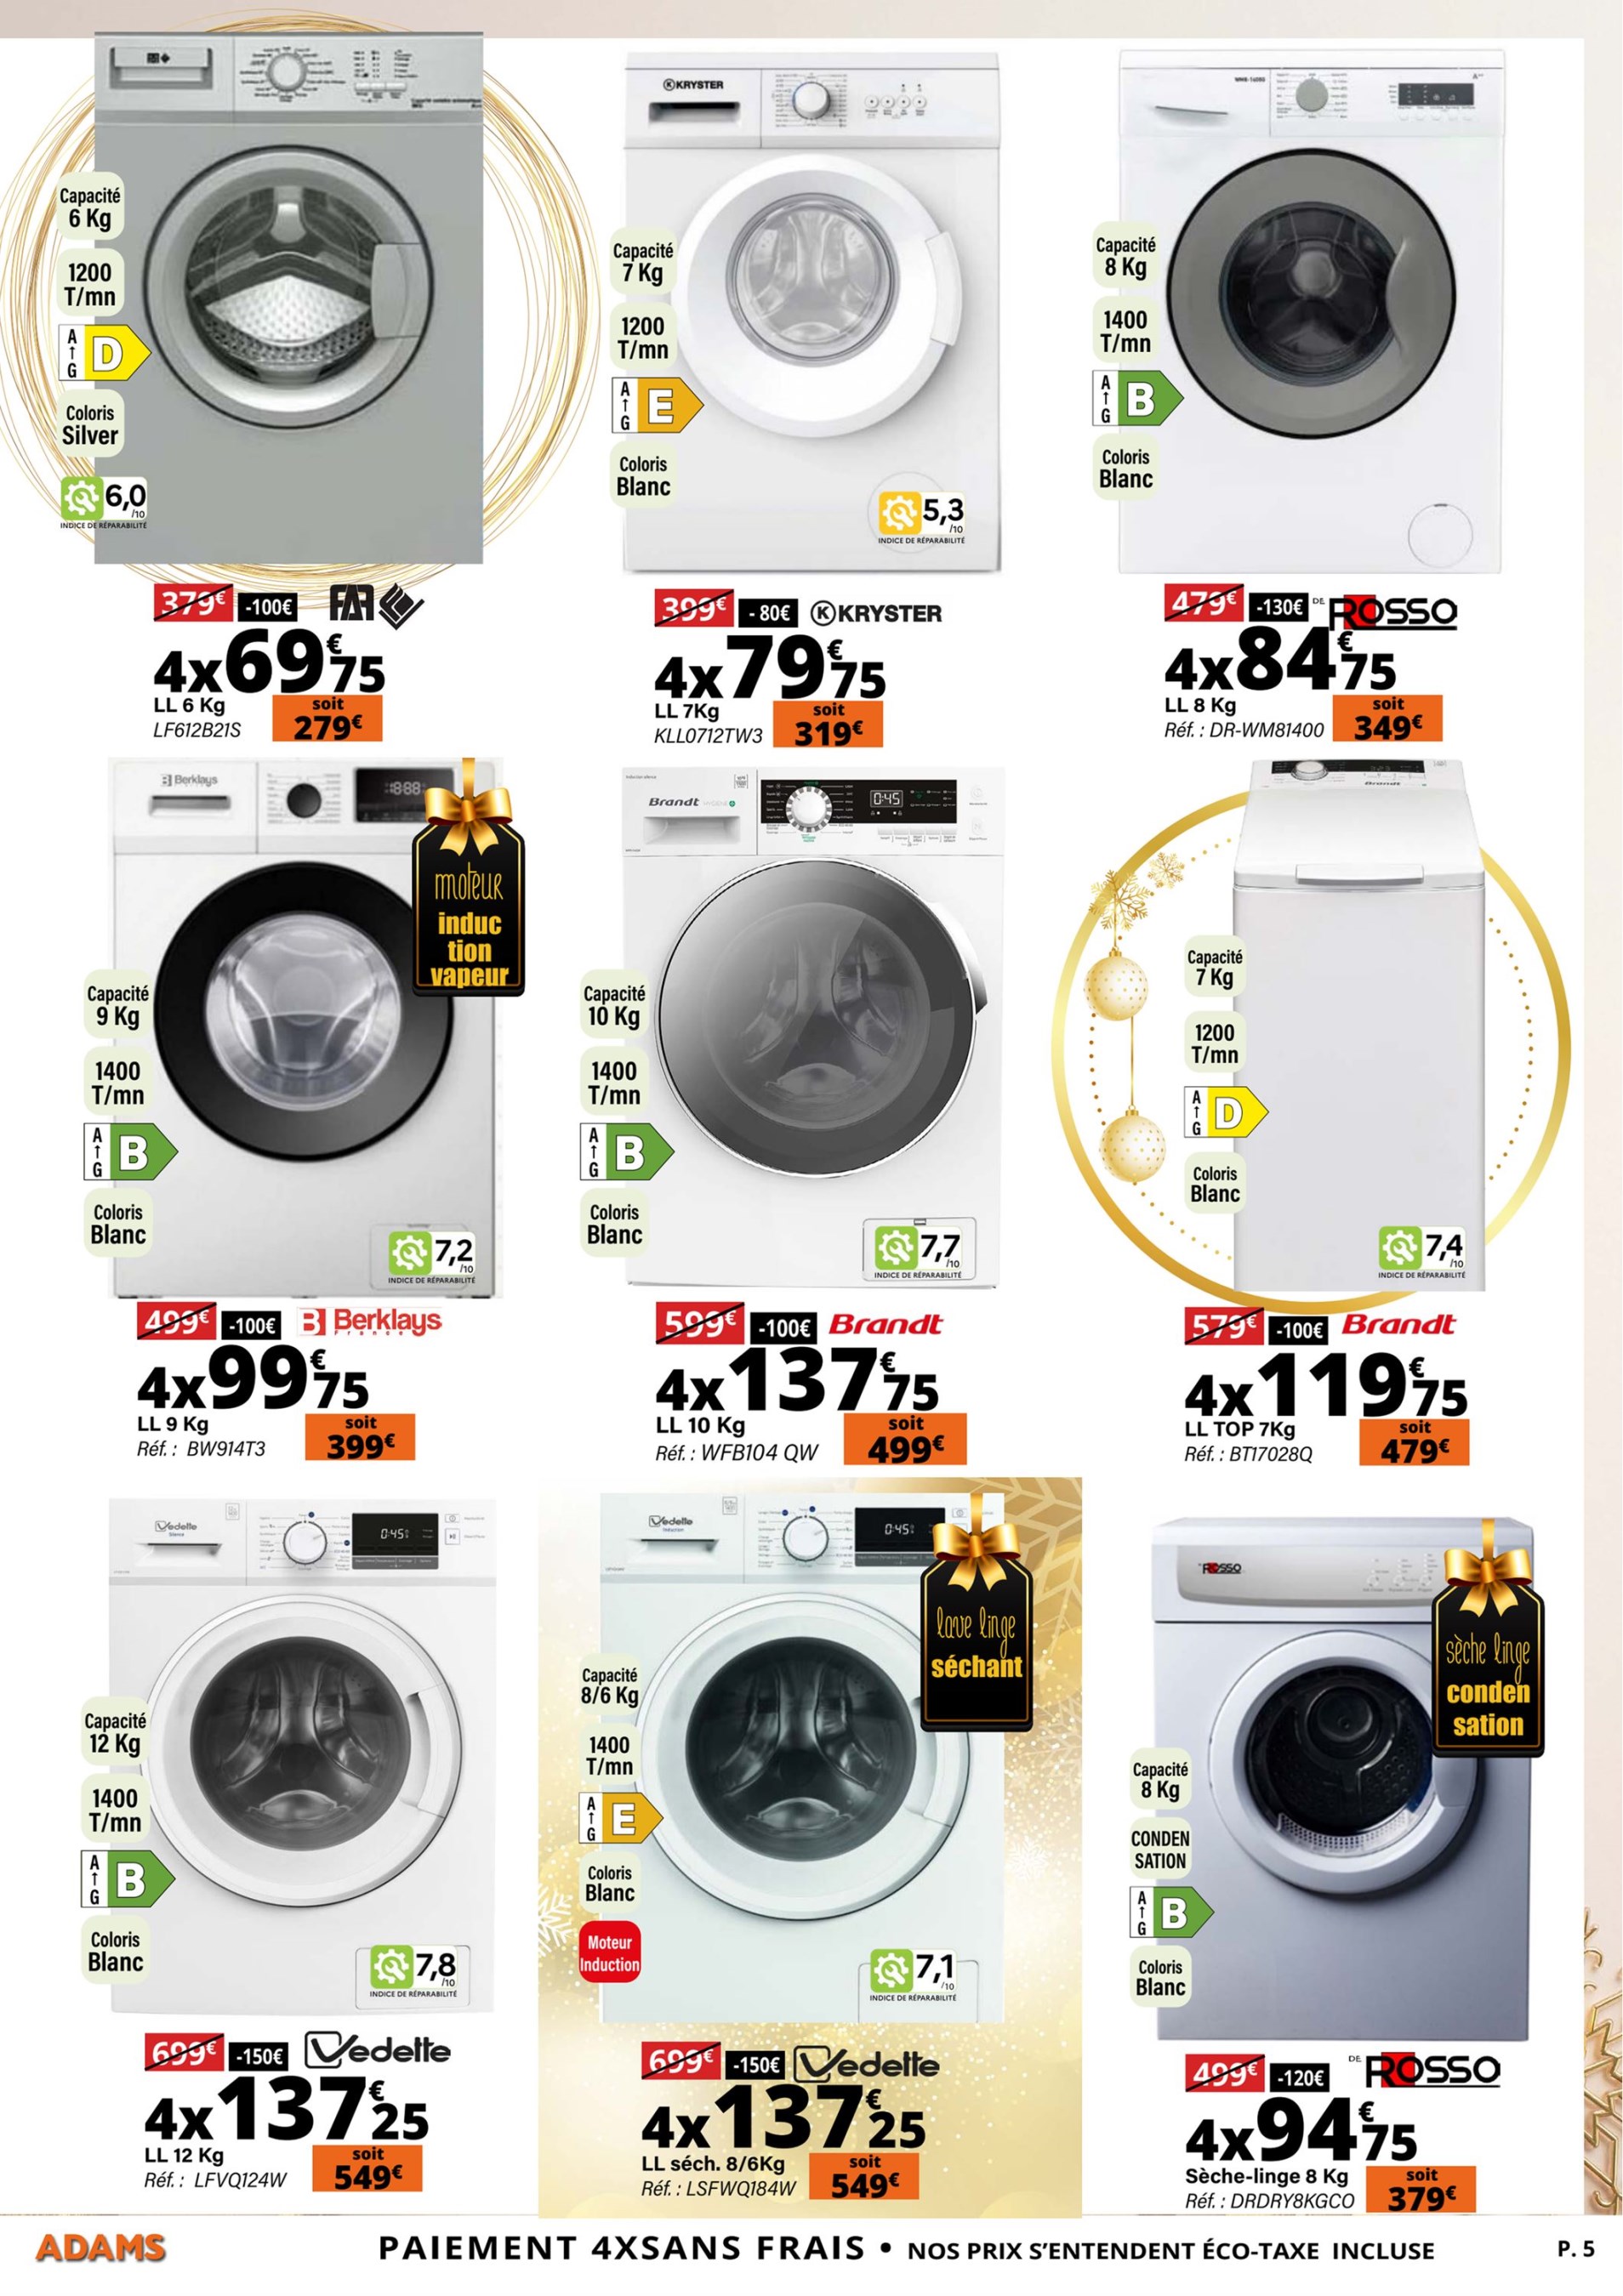 Capacité
6 Kg
1200
T/mn
A
↑
G
D
Coloris
Silver
6,0
/10
INDICE DE RÉPARABILITÉ
379€
-100€
FAR
4x69€75
LL 6 Kg
LF612B21S
soit
279€
KRYSTER
Capacité
7 Kg
1200
T/mn
A
↑
G
E
Coloris
Blanc
5,3
/10
INDICE DE RÉPARABILITÉ
399€
- 80€
KRYSTER
4x79€75
LL 7Kg
KLL0712TW3
soit
319€
Capacité
8 Kg
1400
T/mn
A
↑
G
B
Coloris
Blanc
479€
-130€
DE ROSSO
4x84€75
LL 8 Kg
Réf. : DR-WM81400
soit
349€
Berklays
moteur
induc
tion
vapeur
Capacité
9 Kg
1400
T/mn
A
↑
G
B
Coloris
Blanc
7,2
/10
INDICE DE RÉPARABILITÉ
499€
-100€
Berklays
France
4x99€75
LL 9 Kg
Réf. : BW914T3
soit
399€
Brandt
0:45
Capacité
10 Kg
1400
T/mn
A
↑
G
B
Coloris
Blanc
7,7
/10
INDICE DE RÉPARABILITÉ
599€
-100€
Brandt
4x137€75
LL 10 Kg
Réf. : WFB104 QW
soit
499€
Brandt
Capacité
7 Kg
1200
T/mn
A
↑
G
D
Coloris
Blanc
7,4
/10
INDICE DE RÉPARABILITÉ
579€
-100€
Brandt
4x119€75
LL TOP 7Kg
Réf. : BT17028Q
soit
479€
Vedette
0:45
Capacité
12 Kg
1400
T/mn
A
↑
G
B
Coloris
Blanc
7,8
/10
INDICE DE RÉPARABILITÉ
699€
-150€
Vedette
4x137€25
LL 12 Kg
Réf. : LFVQ124W
soit
549€
Vedette
0:45
lave linge
séchant
Capacité
8/6 Kg
1400
T/mn
A
↑
G
E
Coloris
Blanc
Moteur
Induction
7,1
/10
INDICE DE RÉPARABILITÉ
699€
-150€
Vedette
4x137€25
LL séch. 8/6Kg
Réf. : LSFWQ184W
soit
549€
ROSSO
sèche linge
conden
sation
Capacité
8 Kg
CONDEN
SATION
A
↑
G
B
Coloris
Blanc
499€
-120€
DE ROSSO
4x94€75
Sèche-linge 8 Kg
Réf. : DRDRY8KGCO
soit
379€
ADAMS
PAIEMENT 4XSANS FRAIS • NOS PRIX S'ENTENDENT ÉCO-TAXE INCLUSE
P. 5